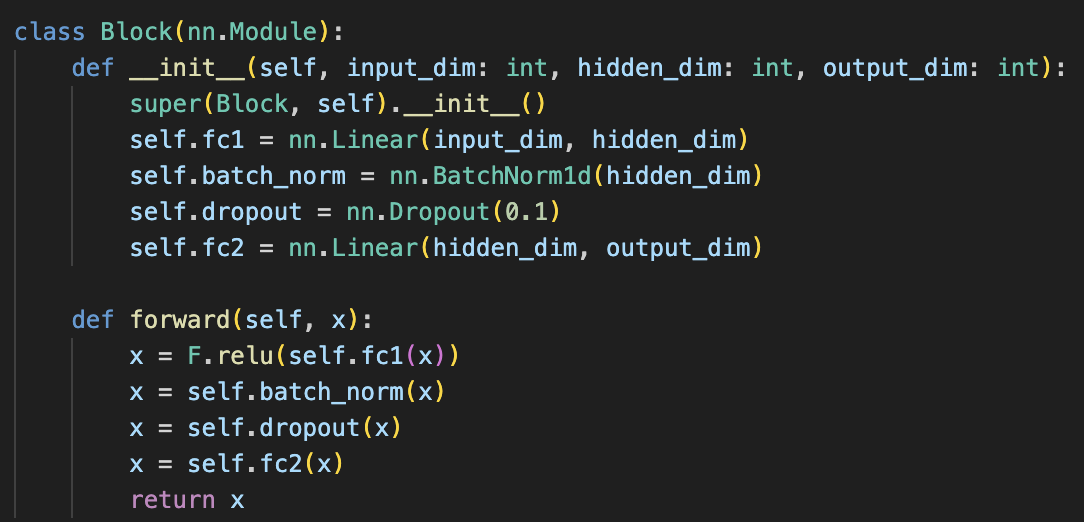 class Block(nn.Module):
    def __init__(self, input_dim: int, hidden_dim: int, output_dim: int):
        super(Block, self).__init__()
        self.fc1 = nn.Linear(input_dim, hidden_dim)
        self.batch_norm = nn.BatchNorm1d(hidden_dim)
        self.dropout = nn.Dropout(0.1)
        self.fc2 = nn.Linear(hidden_dim, output_dim)

    def forward(self, x):
        x = F.relu(self.fc1(x))
        x = self.batch_norm(x)
        x = self.dropout(x)
        x = self.fc2(x)
        return x